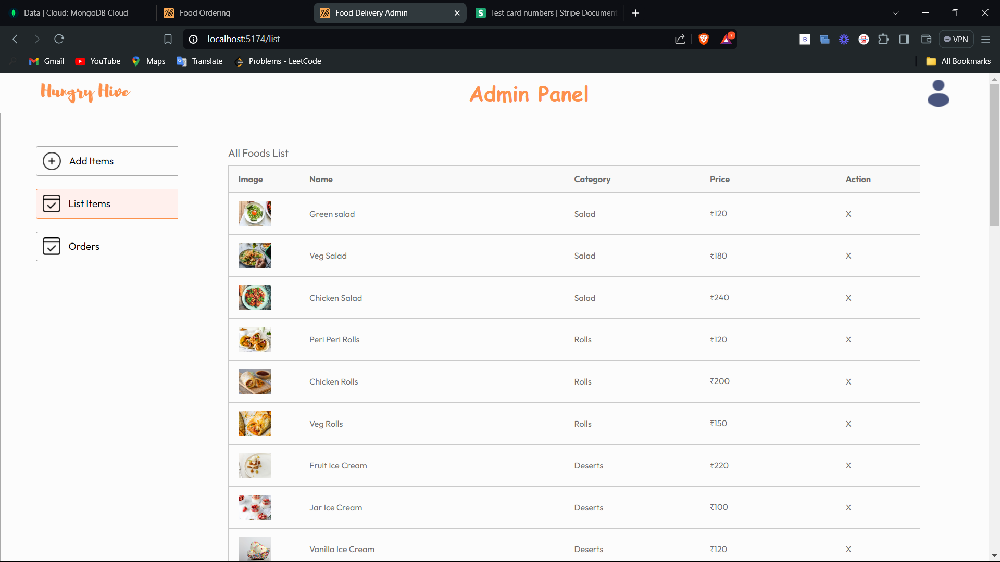 Data | Cloud: MongoDB Cloud
Food Ordering
Food Delivery Admin
Test card numbers | Stripe Document
localhost:5174/list
7
B
VPN
Gmail
YouTube
Maps
Translate
Problems - LeetCode
All Bookmarks
Hungry Hive
Admin Panel
Add Items
List Items
Orders
All Foods List
Image Name Category Price Action
Green salad Salad ₹120 X
Veg Salad Salad ₹180 X
Chicken Salad Salad ₹240 X
Peri Peri Rolls Rolls ₹120 X
Chicken Rolls Rolls ₹200 X
Veg Rolls Rolls ₹150 X
Fruit Ice Cream Deserts ₹220 X
Jar Ice Cream Deserts ₹100 X
Vanilla Ice Cream Deserts ₹120 X